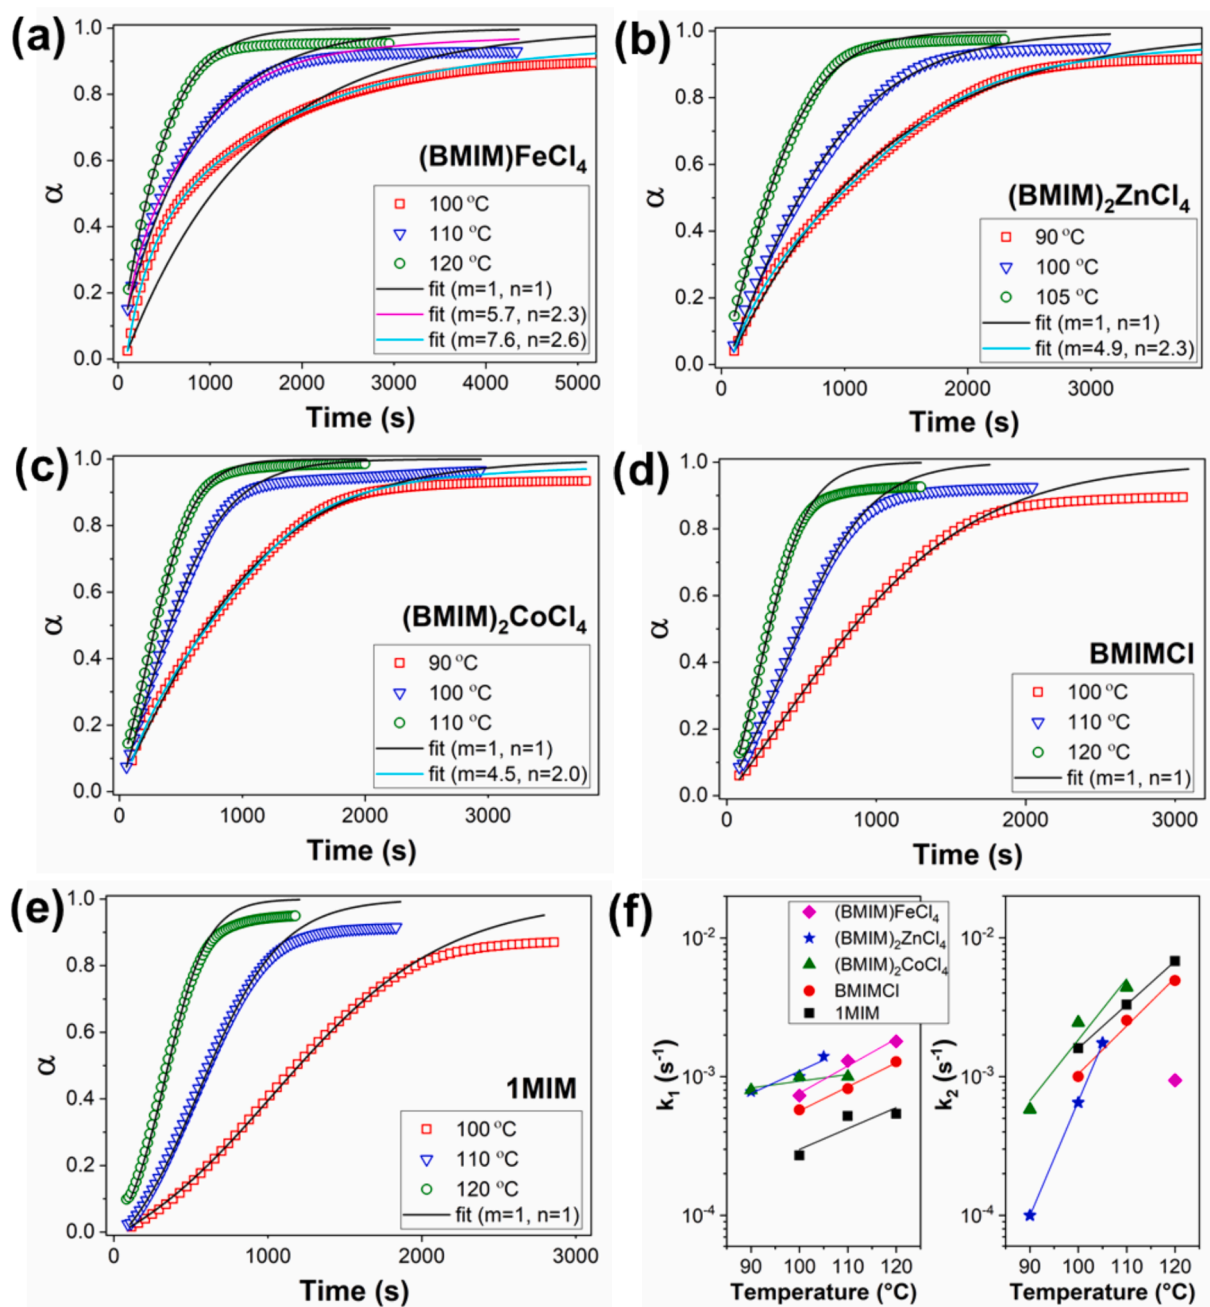 (a)
1.0
0.8
0.6
0.4
0.2
0.0
α
(BMIM)FeCl4
100 °C
110 °C
120 °C
fit (m=1, n=1)
fit (m=5.7, n=2.3)
fit (m=7.6, n=2.6)
0 1000 2000 3000 4000 5000
Time (s)
(b)
1.0
0.8
0.6
0.4
0.2
0.0
α
(BMIM)2ZnCl4
90 °C
100 °C
105 °C
fit (m=1, n=1)
fit (m=4.9, n=2.3)
0 1000 2000 3000
Time (s)
(c)
1.0
0.8
0.6
0.4
0.2
0.0
α
(BMIM)2CoCl4
90 °C
100 °C
110 °C
fit (m=1, n=1)
fit (m=4.5, n=2.0)
0 1000 2000 3000
Time (s)
(d)
1.0
0.8
0.6
0.4
0.2
0.0
α
BMIMCl
100 °C
110 °C
120 °C
fit (m=1, n=1)
0 1000 2000 3000
Time (s)
(e)
1.0
0.8
0.6
0.4
0.2
0.0
α
1MIM
100 °C
110 °C
120 °C
fit (m=1, n=1)
0 1000 2000 3000
Time (s)
(f)
(BMIM)FeCl4
(BMIM)2ZnCl4
(BMIM)2CoCl4
BMIMCl
1MIM
10-2
10-3
10-4
k1 (s-1)
90 100 110 120
Temperature (°C)
10-2
10-3
10-4
k2 (s-1)
90 100 110 120
Temperature (°C)